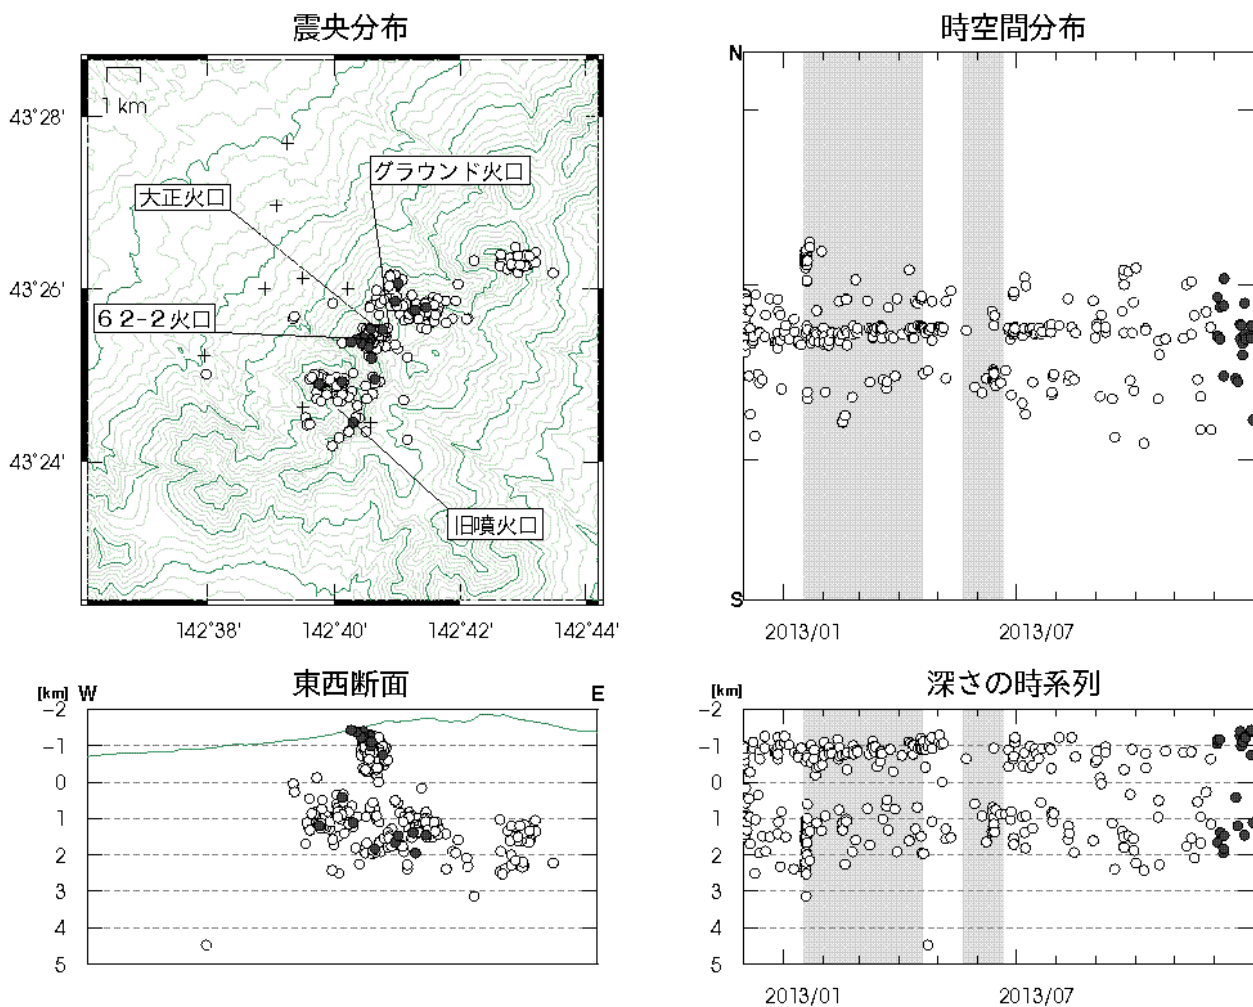 震央分布
時空間分布
1 km
43°28'
43°26'
43°24'
グラウンド火口
大正火口
62-2火口
旧噴火口
142°38' 142°40' 142°42' 142°44'
N
S
2013/01 2013/07
東西断面
[km] W E
-2
-1
0
1
2
3
4
5
深さの時系列
[km]
-2
-1
0
1
2
3
4
5
2013/01 2013/07